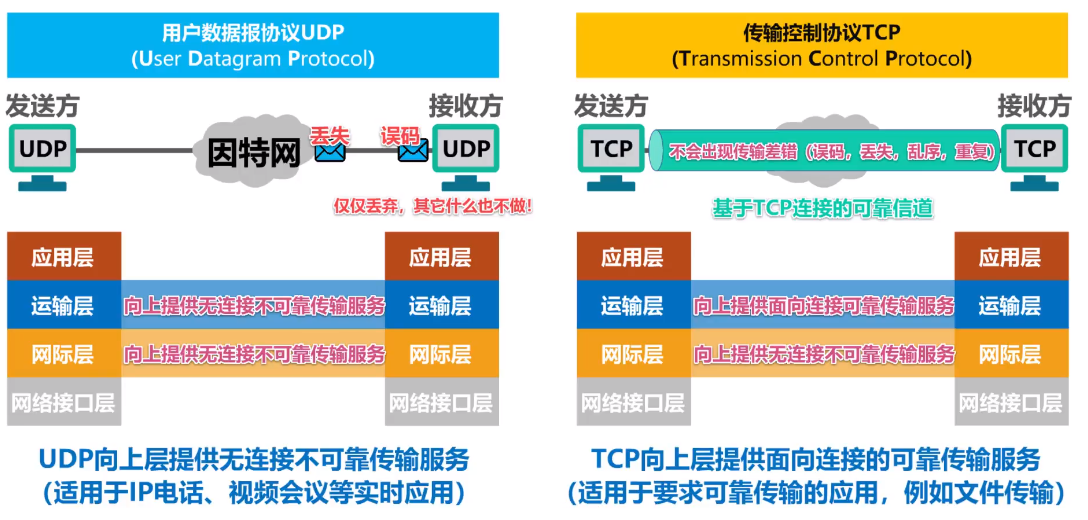 用户数据报协议UDP
(User Datagram Protocol)
发送方
接收方
UDP
因特网
丢失
误码
UDP
仅仅丢弃，其它什么也不做！
应用层
应用层
运输层
向上提供无连接不可靠传输服务
运输层
网际层
向上提供无连接不可靠传输服务
网际层
网络接口层
网络接口层
UDP向上层提供无连接不可靠传输服务
（适用于IP电话、视频会议等实时应用）
传输控制协议TCP
(Transmission Control Protocol)
发送方
接收方
TCP
不会出现传输差错（误码，丢失，乱序，重复）
TCP
基于TCP连接的可靠信道
应用层
应用层
运输层
向上提供面向连接可靠传输服务
运输层
网际层
向上提供无连接不可靠传输服务
网际层
网络接口层
网络接口层
TCP向上层提供面向连接的可靠传输服务
（适用于要求可靠传输的应用，例如文件传输）